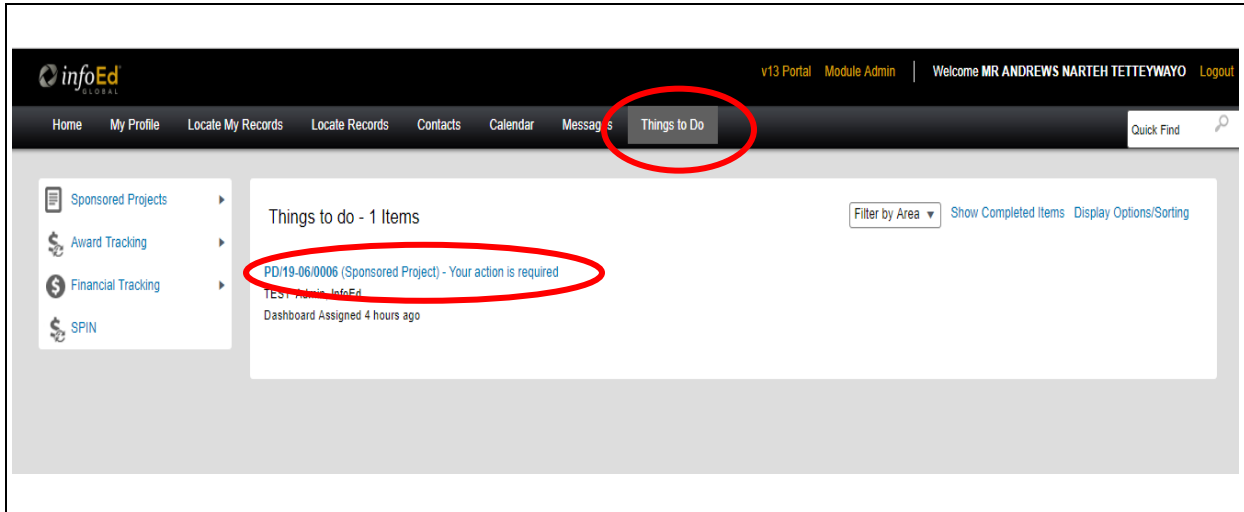 infoEd
GLOBAL
v13 Portal Module Admin | Welcome MR ANDREWS NARTEH TETTEYWAYO Logout
Home My Profile Locate My Records Locate Records Contacts Calendar Messages Things to Do Quick Find
Sponsored Projects
Award Tracking
Financial Tracking
SPIN
Things to do - 1 Items
Filter by Area Show Completed Items Display Options/Sorting
PD/19-06/0006 (Sponsored Project) - Your action is required
TEST Admin, InfoEd
Dashboard Assigned 4 hours ago